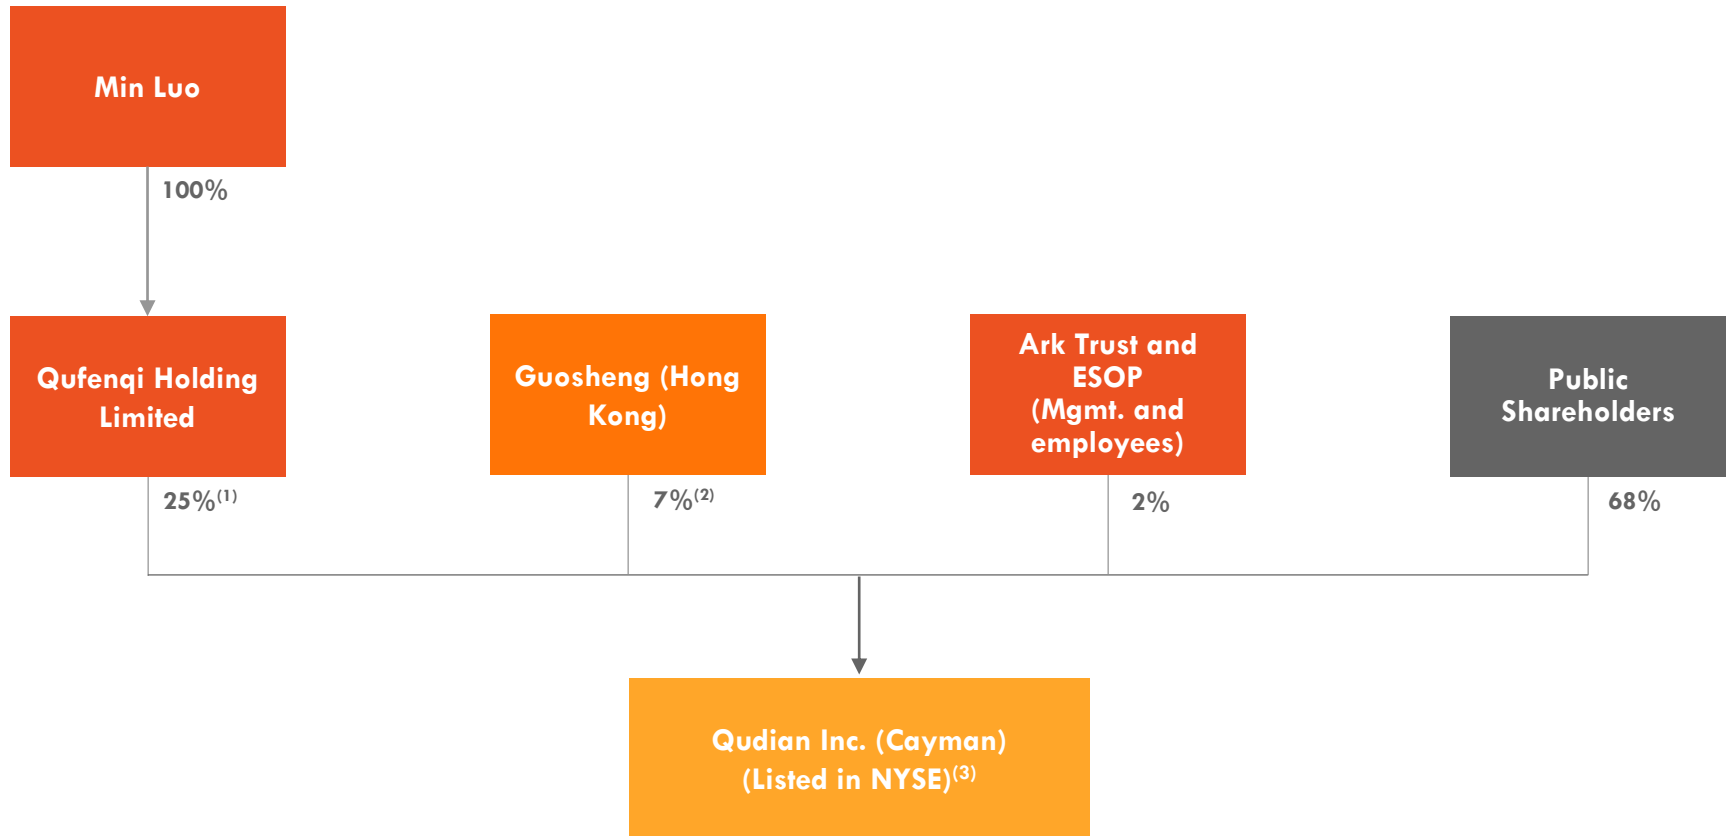 Min Luo
100%
Qufenqi Holding
Limited
Guosheng (Hong
Kong)
Ark Trust and
ESOP
(Mgmt. and
employees)
Public
Shareholders
25%(1)
7%(2)
2%
68%
Qudian Inc. (Cayman)
(Listed in NYSE)(3)